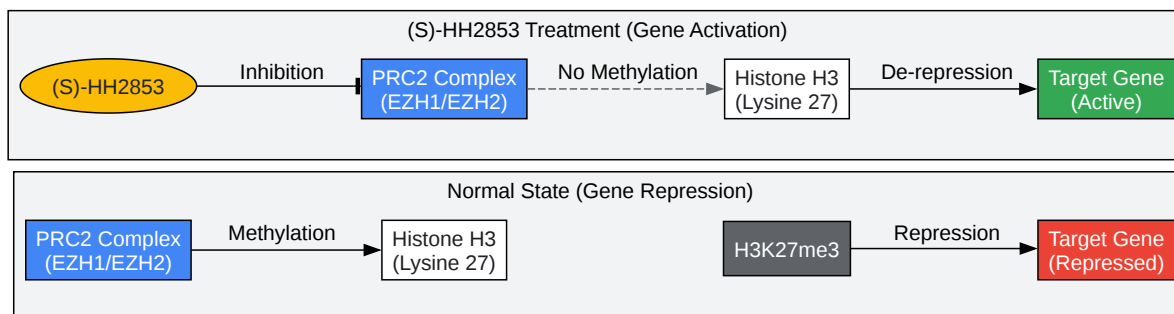 (S)-HH2853 Treatment (Gene Activation)
(S)-HH2853
Inhibition
PRC2 Complex
(EZH1/EZH2)
No Methylation
Histone H3
(Lysine 27)
De-repression
Target Gene
(Active)
Normal State (Gene Repression)
PRC2 Complex
(EZH1/EZH2)
Methylation
Histone H3
(Lysine 27)
H3K27me3
Repression
Target Gene
(Repressed)